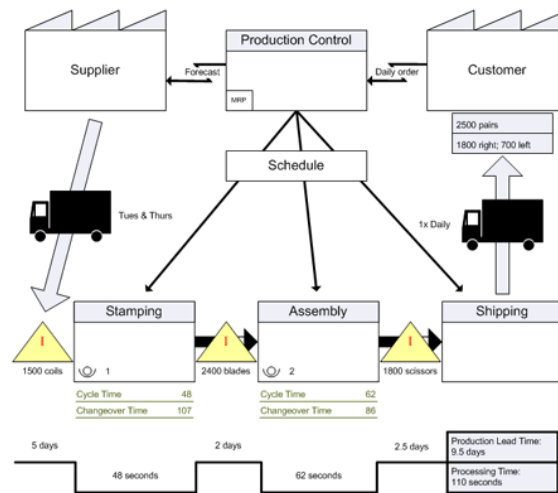 Supplier
Production Control
Customer
Forecast
Daily order
MRP
2500 pairs
1800 right; 700 left
Schedule
Tues & Thurs
1x Daily
Stamping
Assembly
Shipping
I
I
I
1
2
1500 coils
2400 blades
1800 scissors
Cycle Time 48
Changeover Time 107
Cycle Time 62
Changeover Time 86
5 days
2 days
2.5 days
48 seconds
62 seconds
Production Lead Time:
9.5 days
Processing Time:
110 seconds